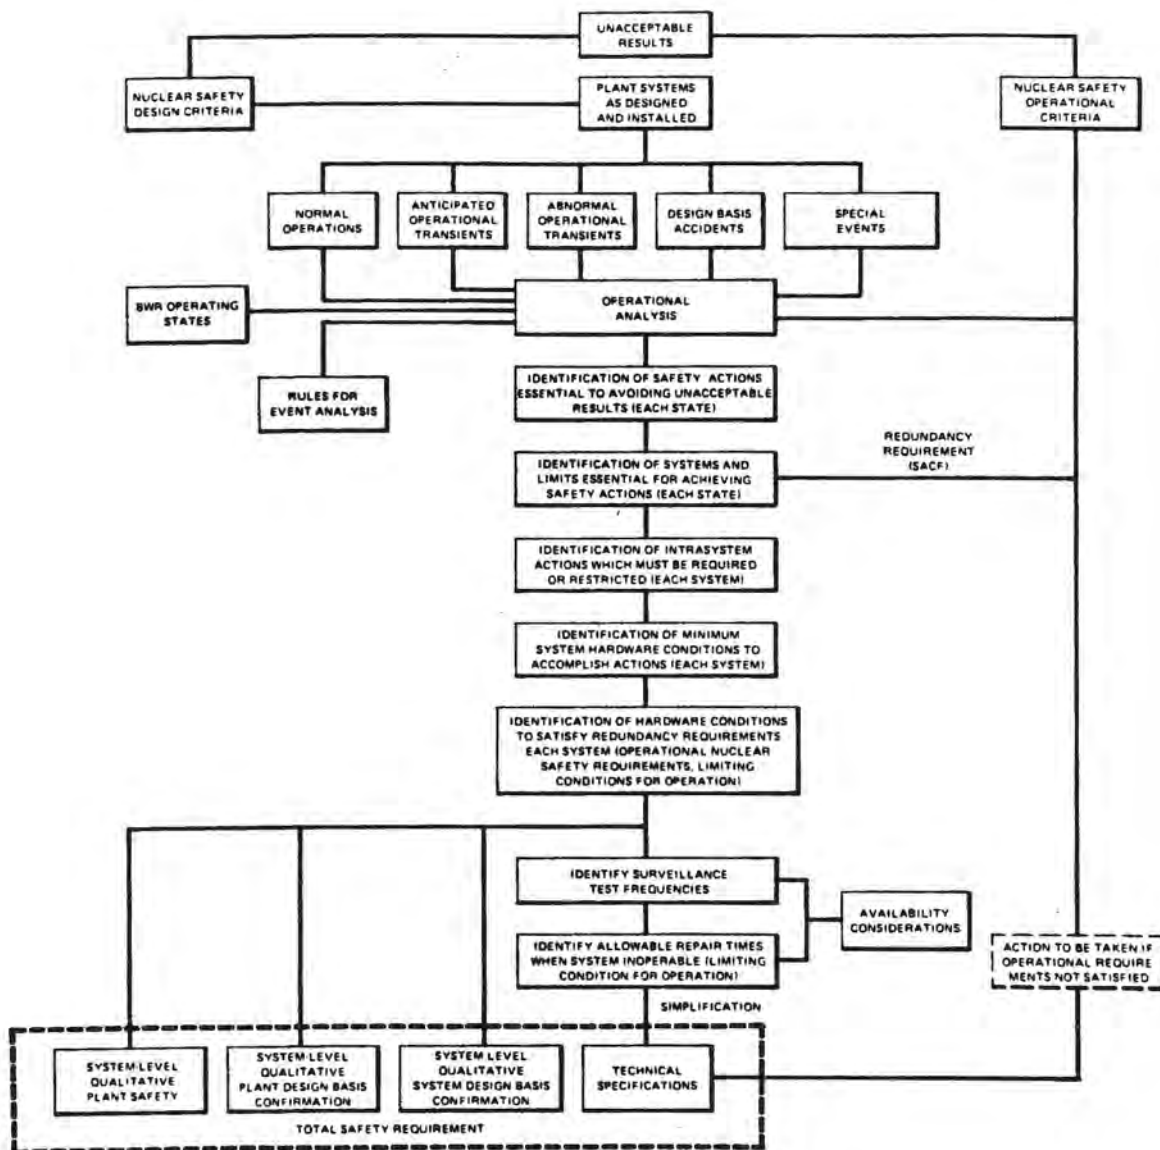 UNACCEPTABLE
RESULTS
NUCLEAR SAFETY
DESIGN CRITERIA
PLANT SYSTEMS
AS DESIGNED
AND INSTALLED
NUCLEAR SAFETY
OPERATIONAL
CRITERIA
NORMAL
OPERATIONS
ANTICIPATED
OPERATIONAL
TRANSIENTS
ABNORMAL
OPERATIONAL
TRANSIENTS
DESIGN BASIS
ACCIDENTS
SPECIAL
EVENTS
BWR OPERATING
STATES
OPERATIONAL
ANALYSIS
RULES FOR
EVENT ANALYSIS
IDENTIFICATION OF SAFETY ACTIONS
ESSENTIAL TO AVOIDING UNACCEPTABLE
RESULTS (EACH STATE)
REDUNDANCY
REQUIREMENT
(SACF)
IDENTIFICATION OF SYSTEMS AND
LIMITS ESSENTIAL FOR ACHIEVING
SAFETY ACTIONS (EACH STATE)
IDENTIFICATION OF INTRASYSTEM
ACTIONS WHICH MUST BE REQUIRED
OR RESTRICTED (EACH SYSTEM)
IDENTIFICATION OF MINIMUM
SYSTEM HARDWARE CONDITIONS TO
ACCOMPLISH ACTIONS (EACH SYSTEM)
IDENTIFICATION OF HARDWARE CONDITIONS
TO SATISFY REDUNDANCY REQUIREMENTS
EACH SYSTEM (OPERATIONAL NUCLEAR
SAFETY REQUIREMENTS, LIMITING
CONDITIONS FOR OPERATION)
IDENTIFY SURVEILLANCE
TEST FREQUENCIES
AVAILABILITY
CONSIDERATIONS
IDENTIFY ALLOWABLE REPAIR TIMES
WHEN SYSTEM INOPERABLE (LIMITING
CONDITION FOR OPERATION)
ACTION TO BE TAKEN IF
OPERATIONAL REQUIRE
MENTS NOT SATISFIED
SIMPLIFICATION
SYSTEM-LEVEL
QUALITATIVE
PLANT SAFETY
SYSTEM-LEVEL
QUALITATIVE
PLANT DESIGN BASIS
CONFIRMATION
SYSTEM LEVEL
QUALITATIVE
SYSTEM DESIGN BASIS
CONFIRMATION
TECHNICAL
SPECIFICATIONS
TOTAL SAFETY REQUIREMENT